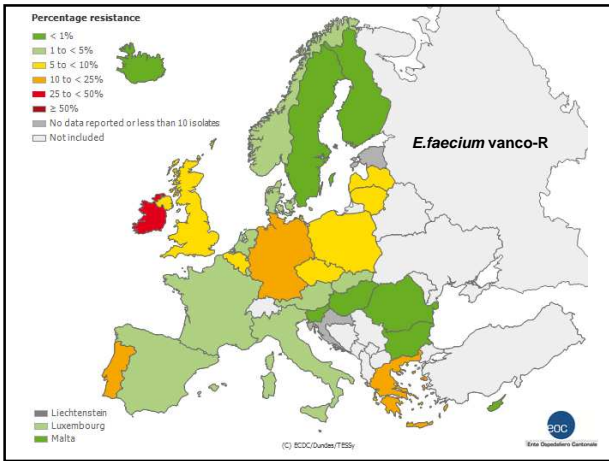 Percentage resistance
< 1%
1 to < 5%
5 to < 10%
10 to < 25%
25 to < 50%
≥ 50%
No data reported or less than 10 isolates
Not included
E.faecium vanco-R
Liechtenstein
Luxembourg
Malta
(C) ECDC/Dundas/TESSy
eoc
Ente Ospedaliero Cantonale